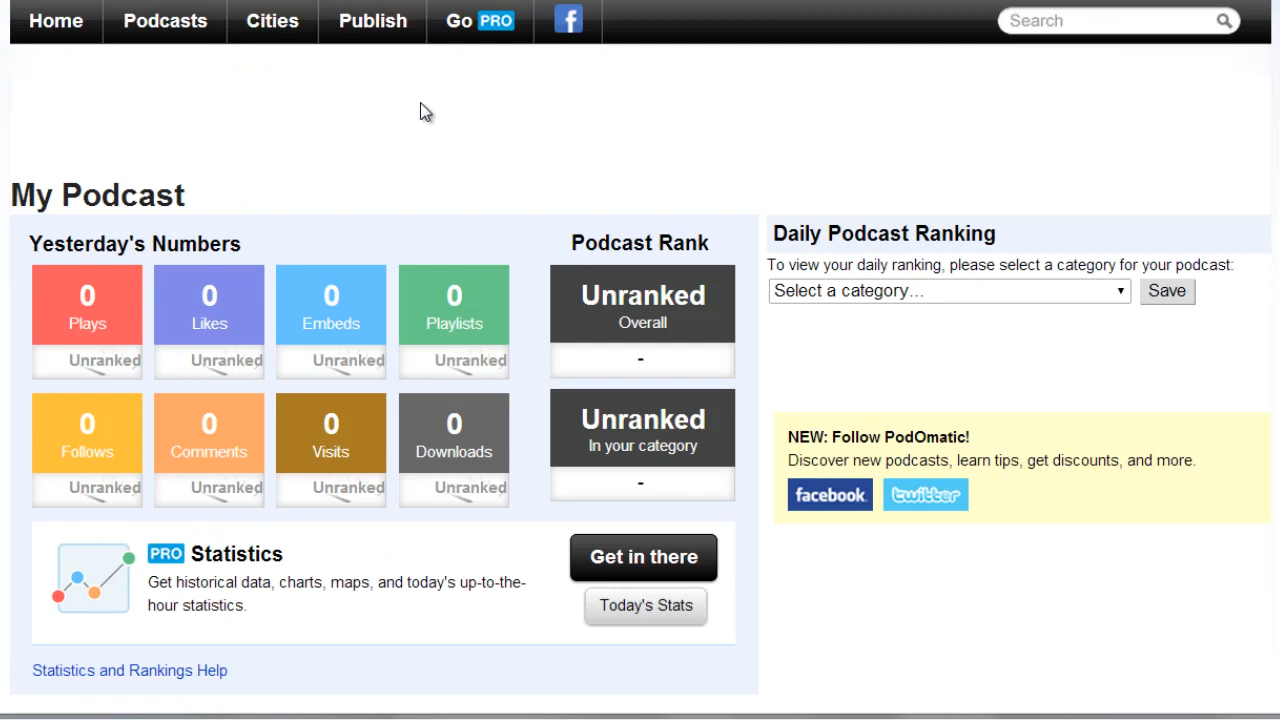 Home Podcasts Cities Publish Go PRO f Search
My Podcast
Yesterday's Numbers
0 Plays Unranked
0 Likes Unranked
0 Embeds Unranked
0 Playlists Unranked
0 Follows Unranked
0 Comments Unranked
0 Visits Unranked
0 Downloads Unranked
Podcast Rank
Unranked
Overall
-
Unranked
In your category
-
PRO Statistics
Get historical data, charts, maps, and today's up-to-the-
hour statistics.
Get in there
Today's Stats
Statistics and Rankings Help
Daily Podcast Ranking
To view your daily ranking, please select a category for your podcast:
Select a category… Save
NEW: Follow PodOmatic!
Discover new podcasts, learn tips, get discounts, and more.
facebook. twitter